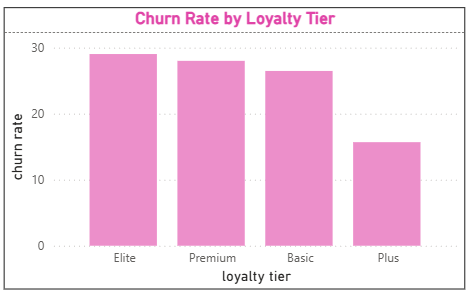 Churn Rate by Loyalty Tier
churn rate
30
20
10
0
Elite Premium Basic Plus
loyalty tier